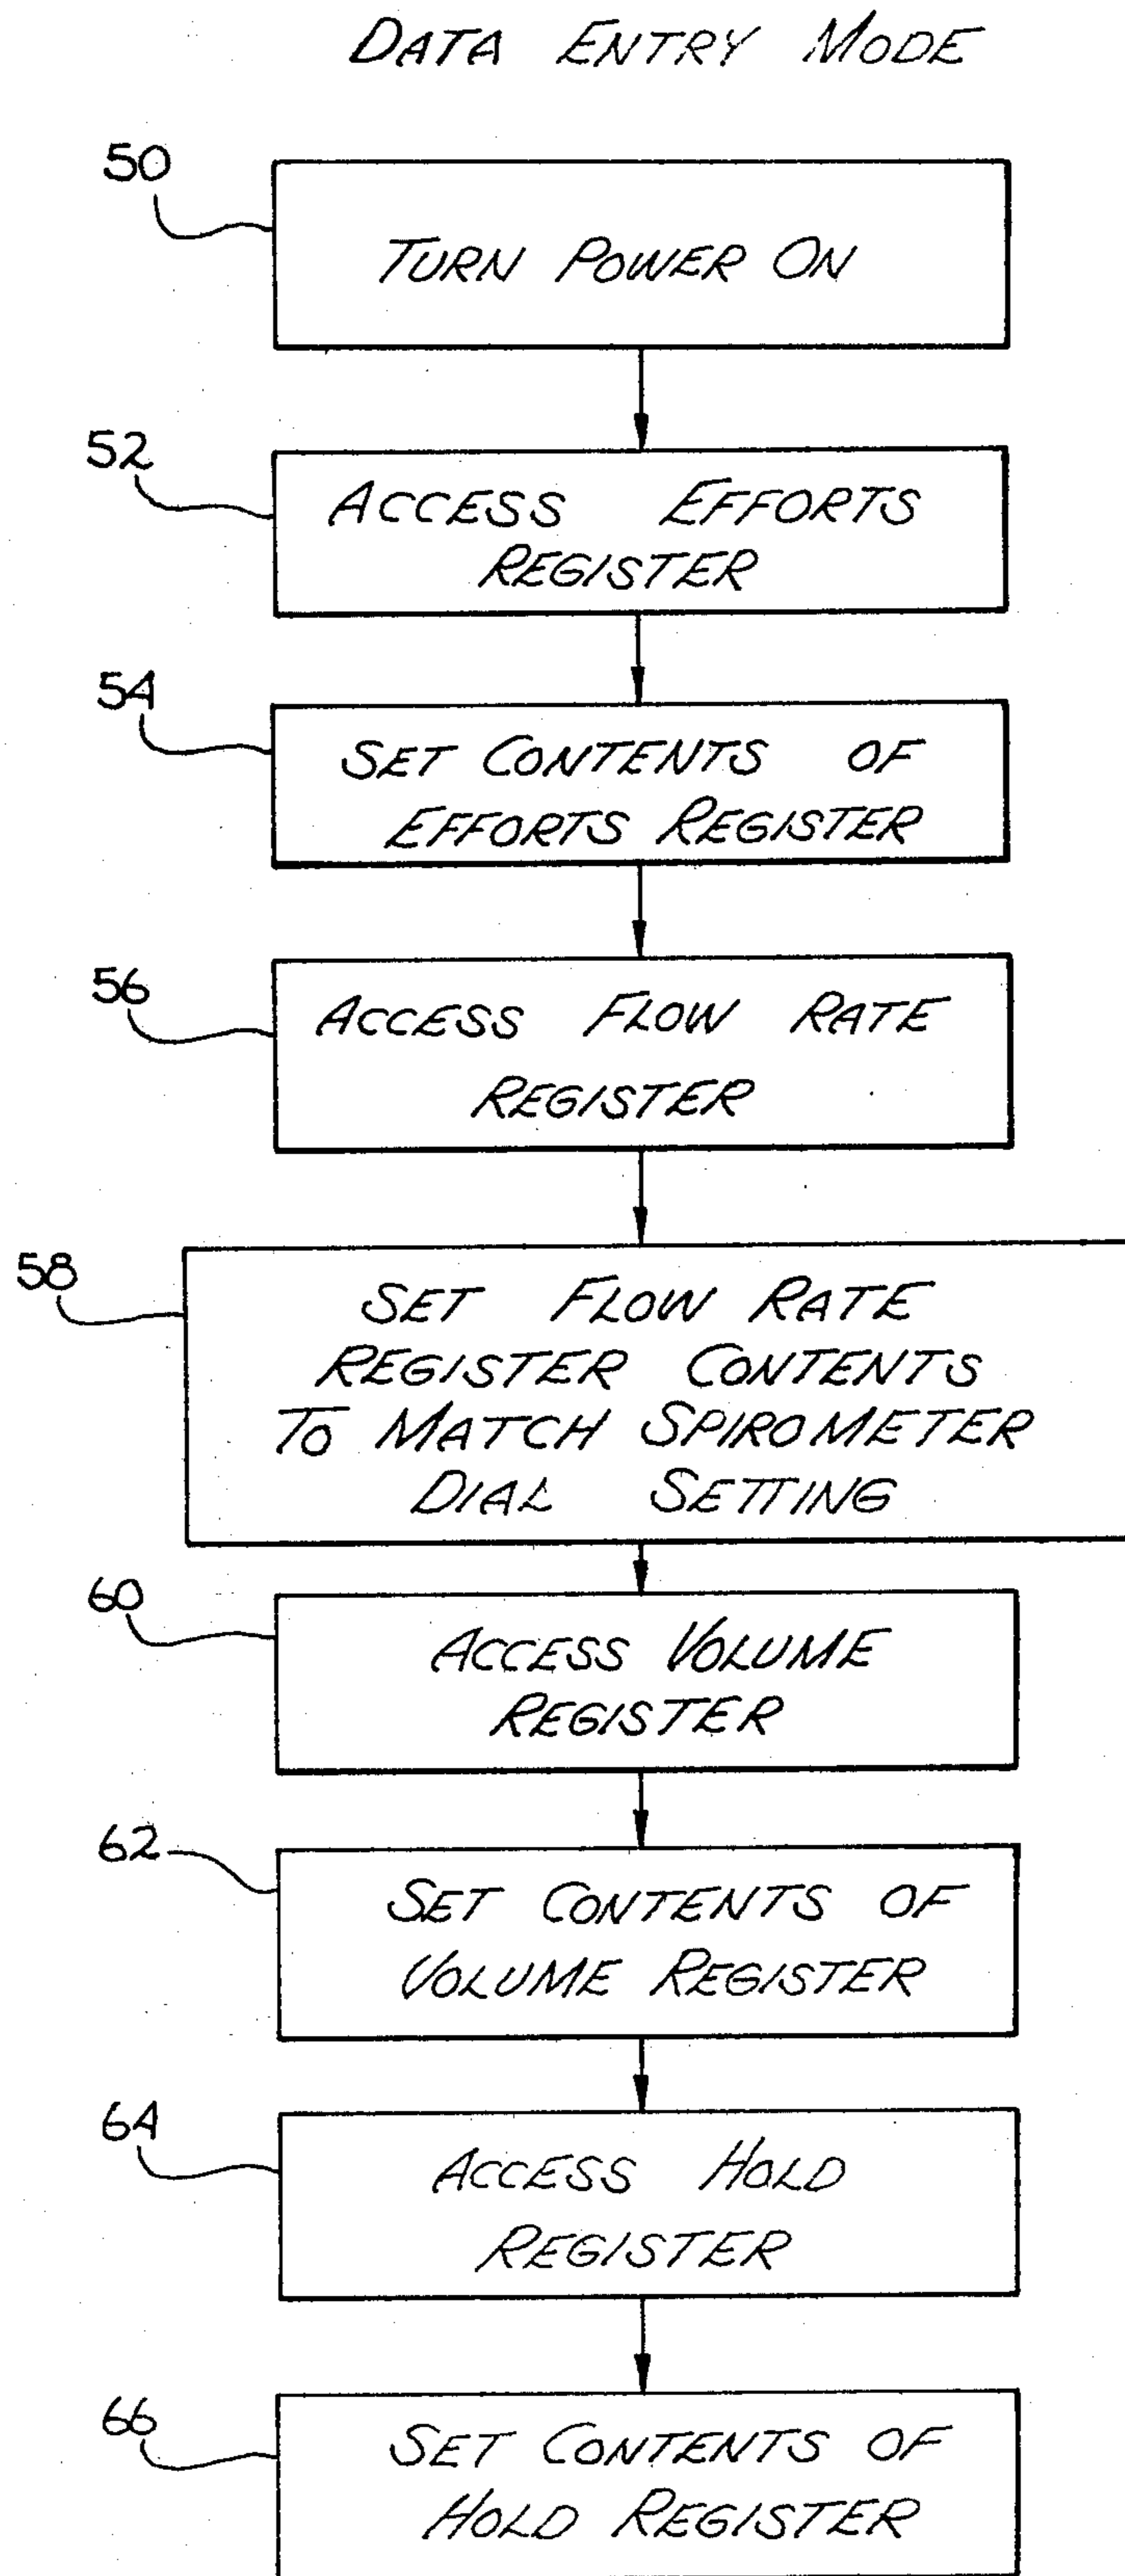 DATA ENTRY MODE
50
TURN POWER ON
52
ACCESS EFFORTS
REGISTER
54
SET CONTENTS OF
EFFORTS REGISTER
56
ACCESS FLOW RATE
REGISTER
58
SET FLOW RATE
REGISTER CONTENTS
TO MATCH SPIROMETER
DIAL SETTING
60
ACCESS VOLUME
REGISTER
62
SET CONTENTS OF
VOLUME REGISTER
64
ACCESS HOLD
REGISTER
66
SET CONTENTS OF
HOLD REGISTER